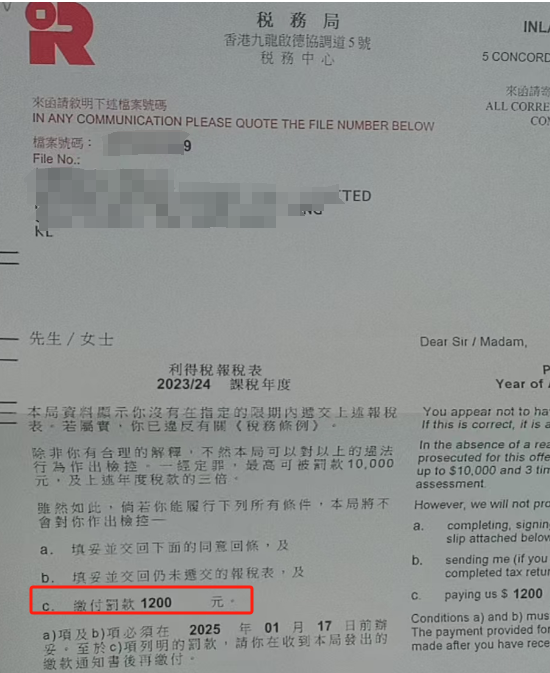 税務局
香港九龍啟德協調道5號
税務中心
INL
5 CONCORD
來函請敘明下述檔案號碼
IN ANY COMMUNICATION PLEASE QUOTE THE FILE NUMBER BELOW
來函請寄
ALL CORRE
CO
檔案號碼：
9
File No.:
TED
NG
KL
先生/女士
Dear Sir / Madam,
利得稅報稅表
2023/24 課稅年度
P
Year of A
本局資料顯示你沒有在指定的限期內遞交上述報稅
表。若屬實，你已違反有關《稅務條例》。
除非你有合理的解釋，不然本局可以對以上的違法
行為作出檢控。一經定罪，最高可被罰款10,000
元，及上述年度稅款的三倍。
雖然如此，倘若你能履行下列所有條件，本局將不
會對你作出檢控—
a. 填妥並交回下面的同意回條，及
b. 填妥並交回仍未遞交的報稅表，及
c. 繳付罰款 1200 元。
a)項及b)項必須在 2025 年 01 月 17 日前辦
妥。至於c)項列明的罰款，請你在收到本局發出的
繳款通知書後再繳付。
You appear not to ha
If this is correct, it is a
In the absence of a rea
prosecuted for this offe
up to $10,000 and 3 tim
assessment.
However, we will not pro
a. completing, signin
slip attached below
b. sending me (if you
completed tax retur
c. paying us $ 1200
Conditions a) and b) mus
The payment provided for
made after you have rece